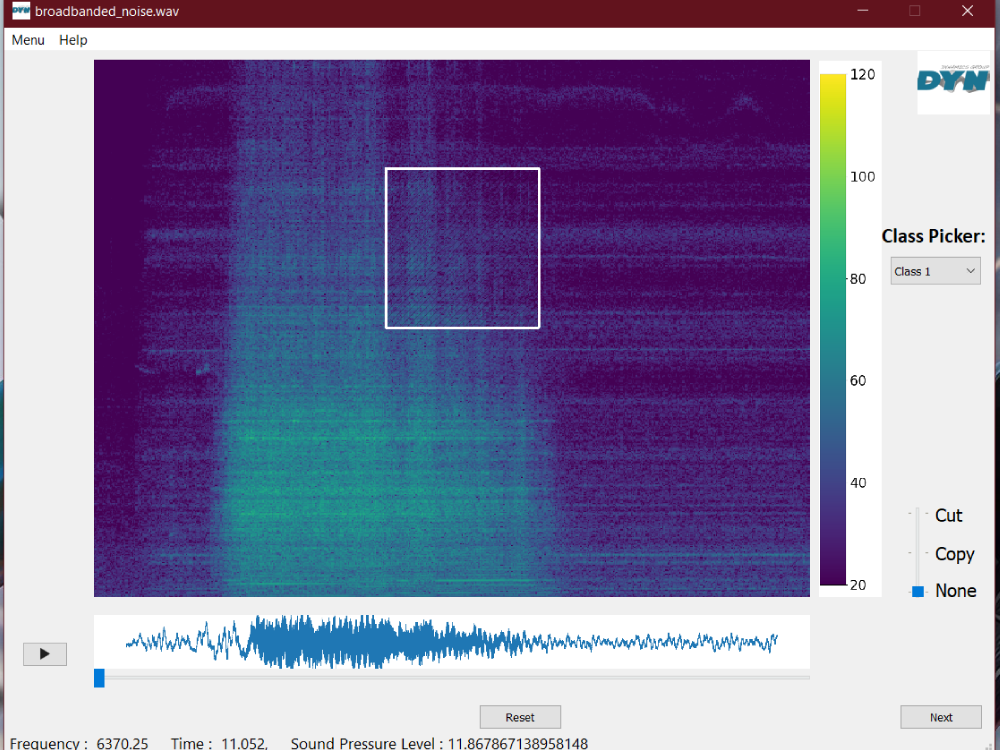 broadbanded_noise.wav
Menu Help
DYN
120
100
80
60
40
20
Class Picker:
Class 1
Cut
Copy
None
Reset
Next
Frequency : 6370.25 Time : 11.052, Sound Pressure Level : 11.867867138958148